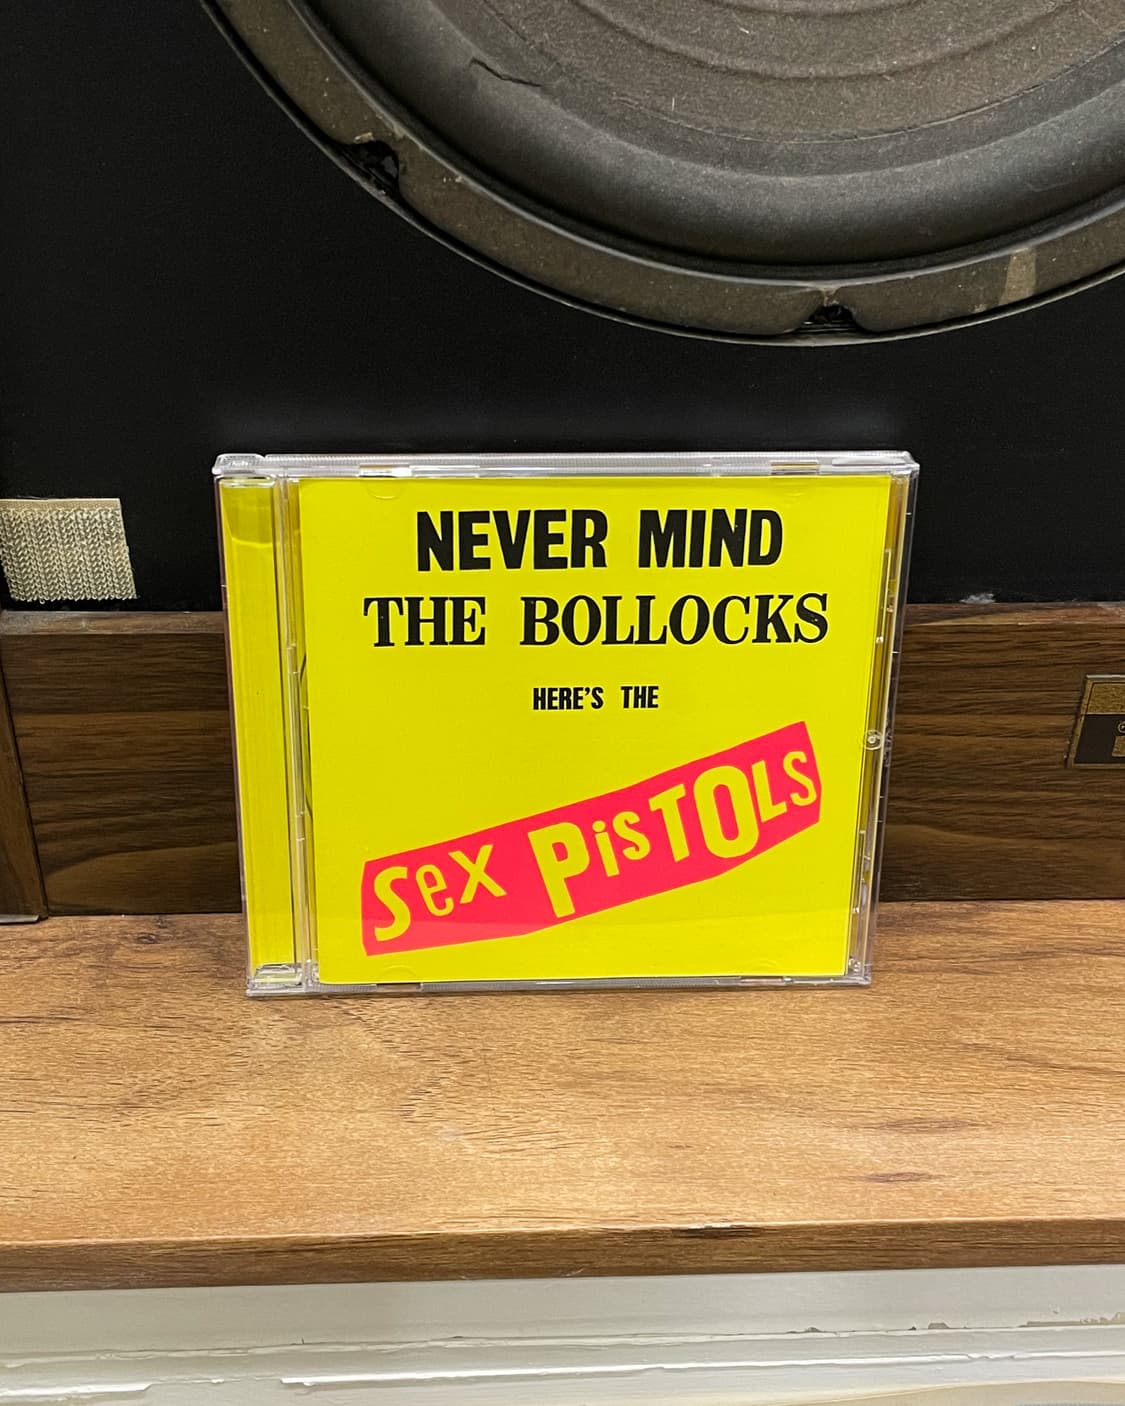 NEVER MIND
THE BOLLOCKS
HERE'S THE
Sex PiSTOLS